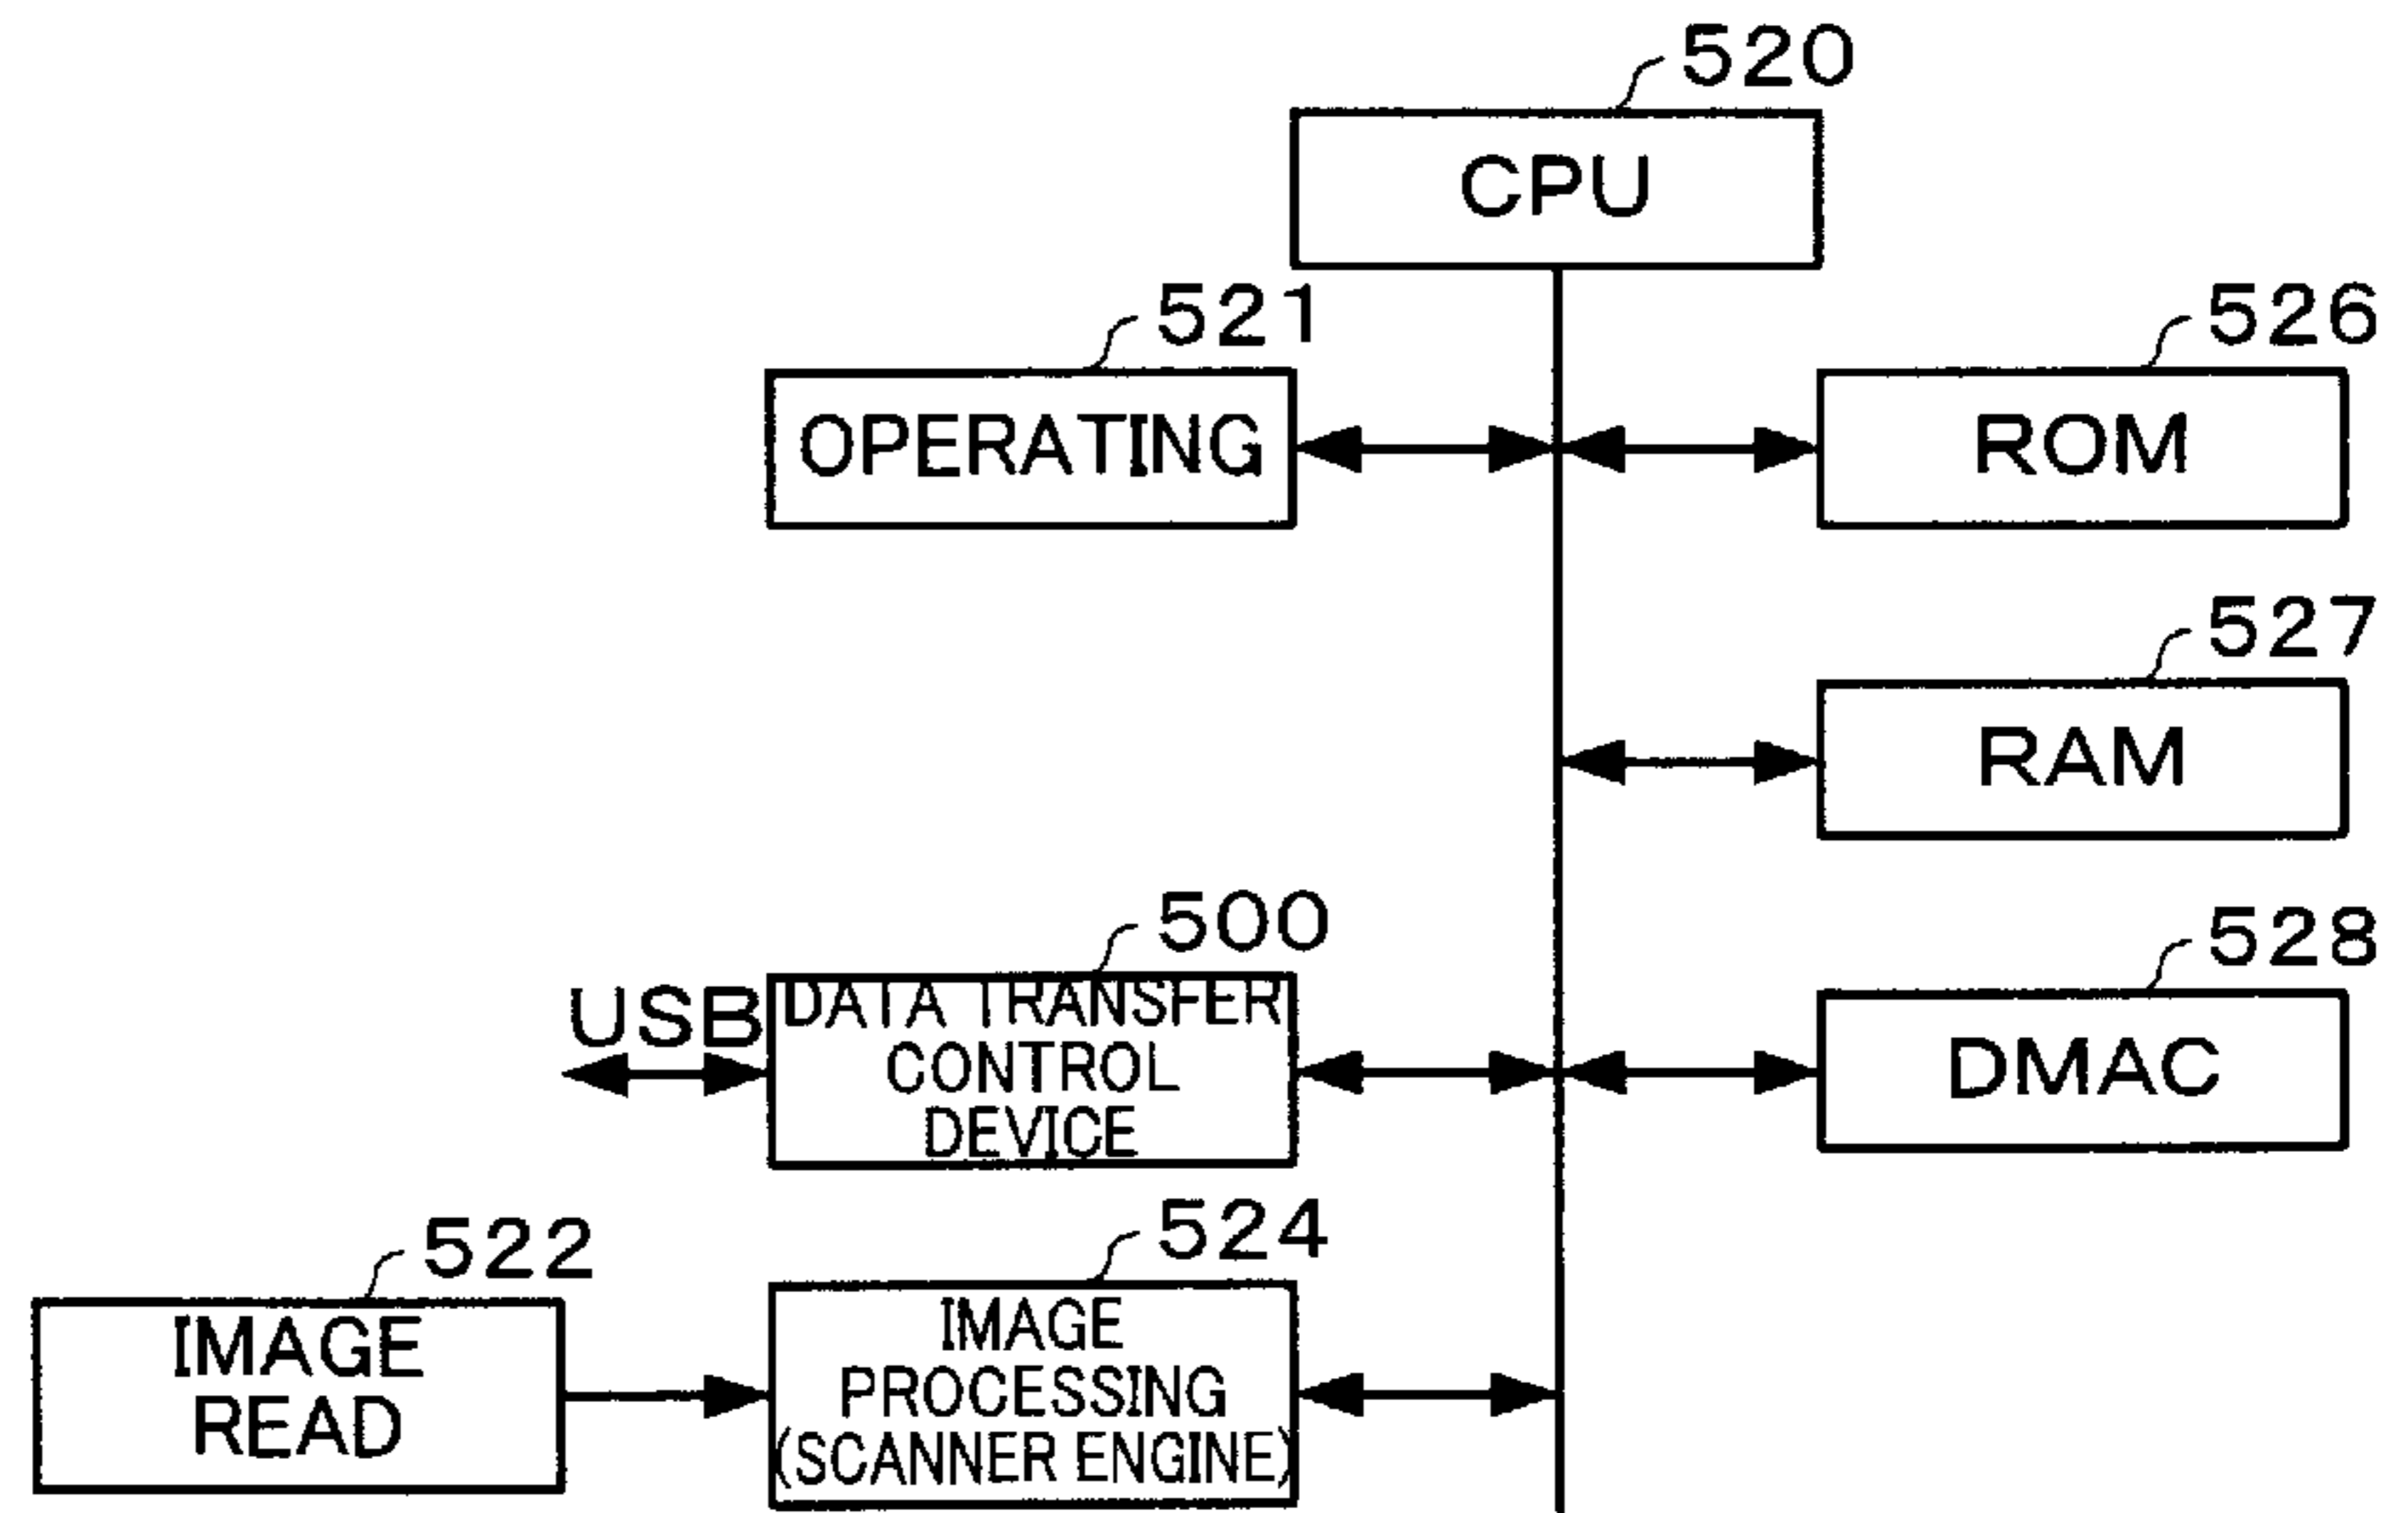 520
CPU
521
OPERATING
526
ROM
527
RAM
500
USB
DATA TRANSFER
CONTROL
DEVICE
528
DMAC
522
IMAGE
READ
524
IMAGE
PROCESSING
(SCANNER ENGINE)